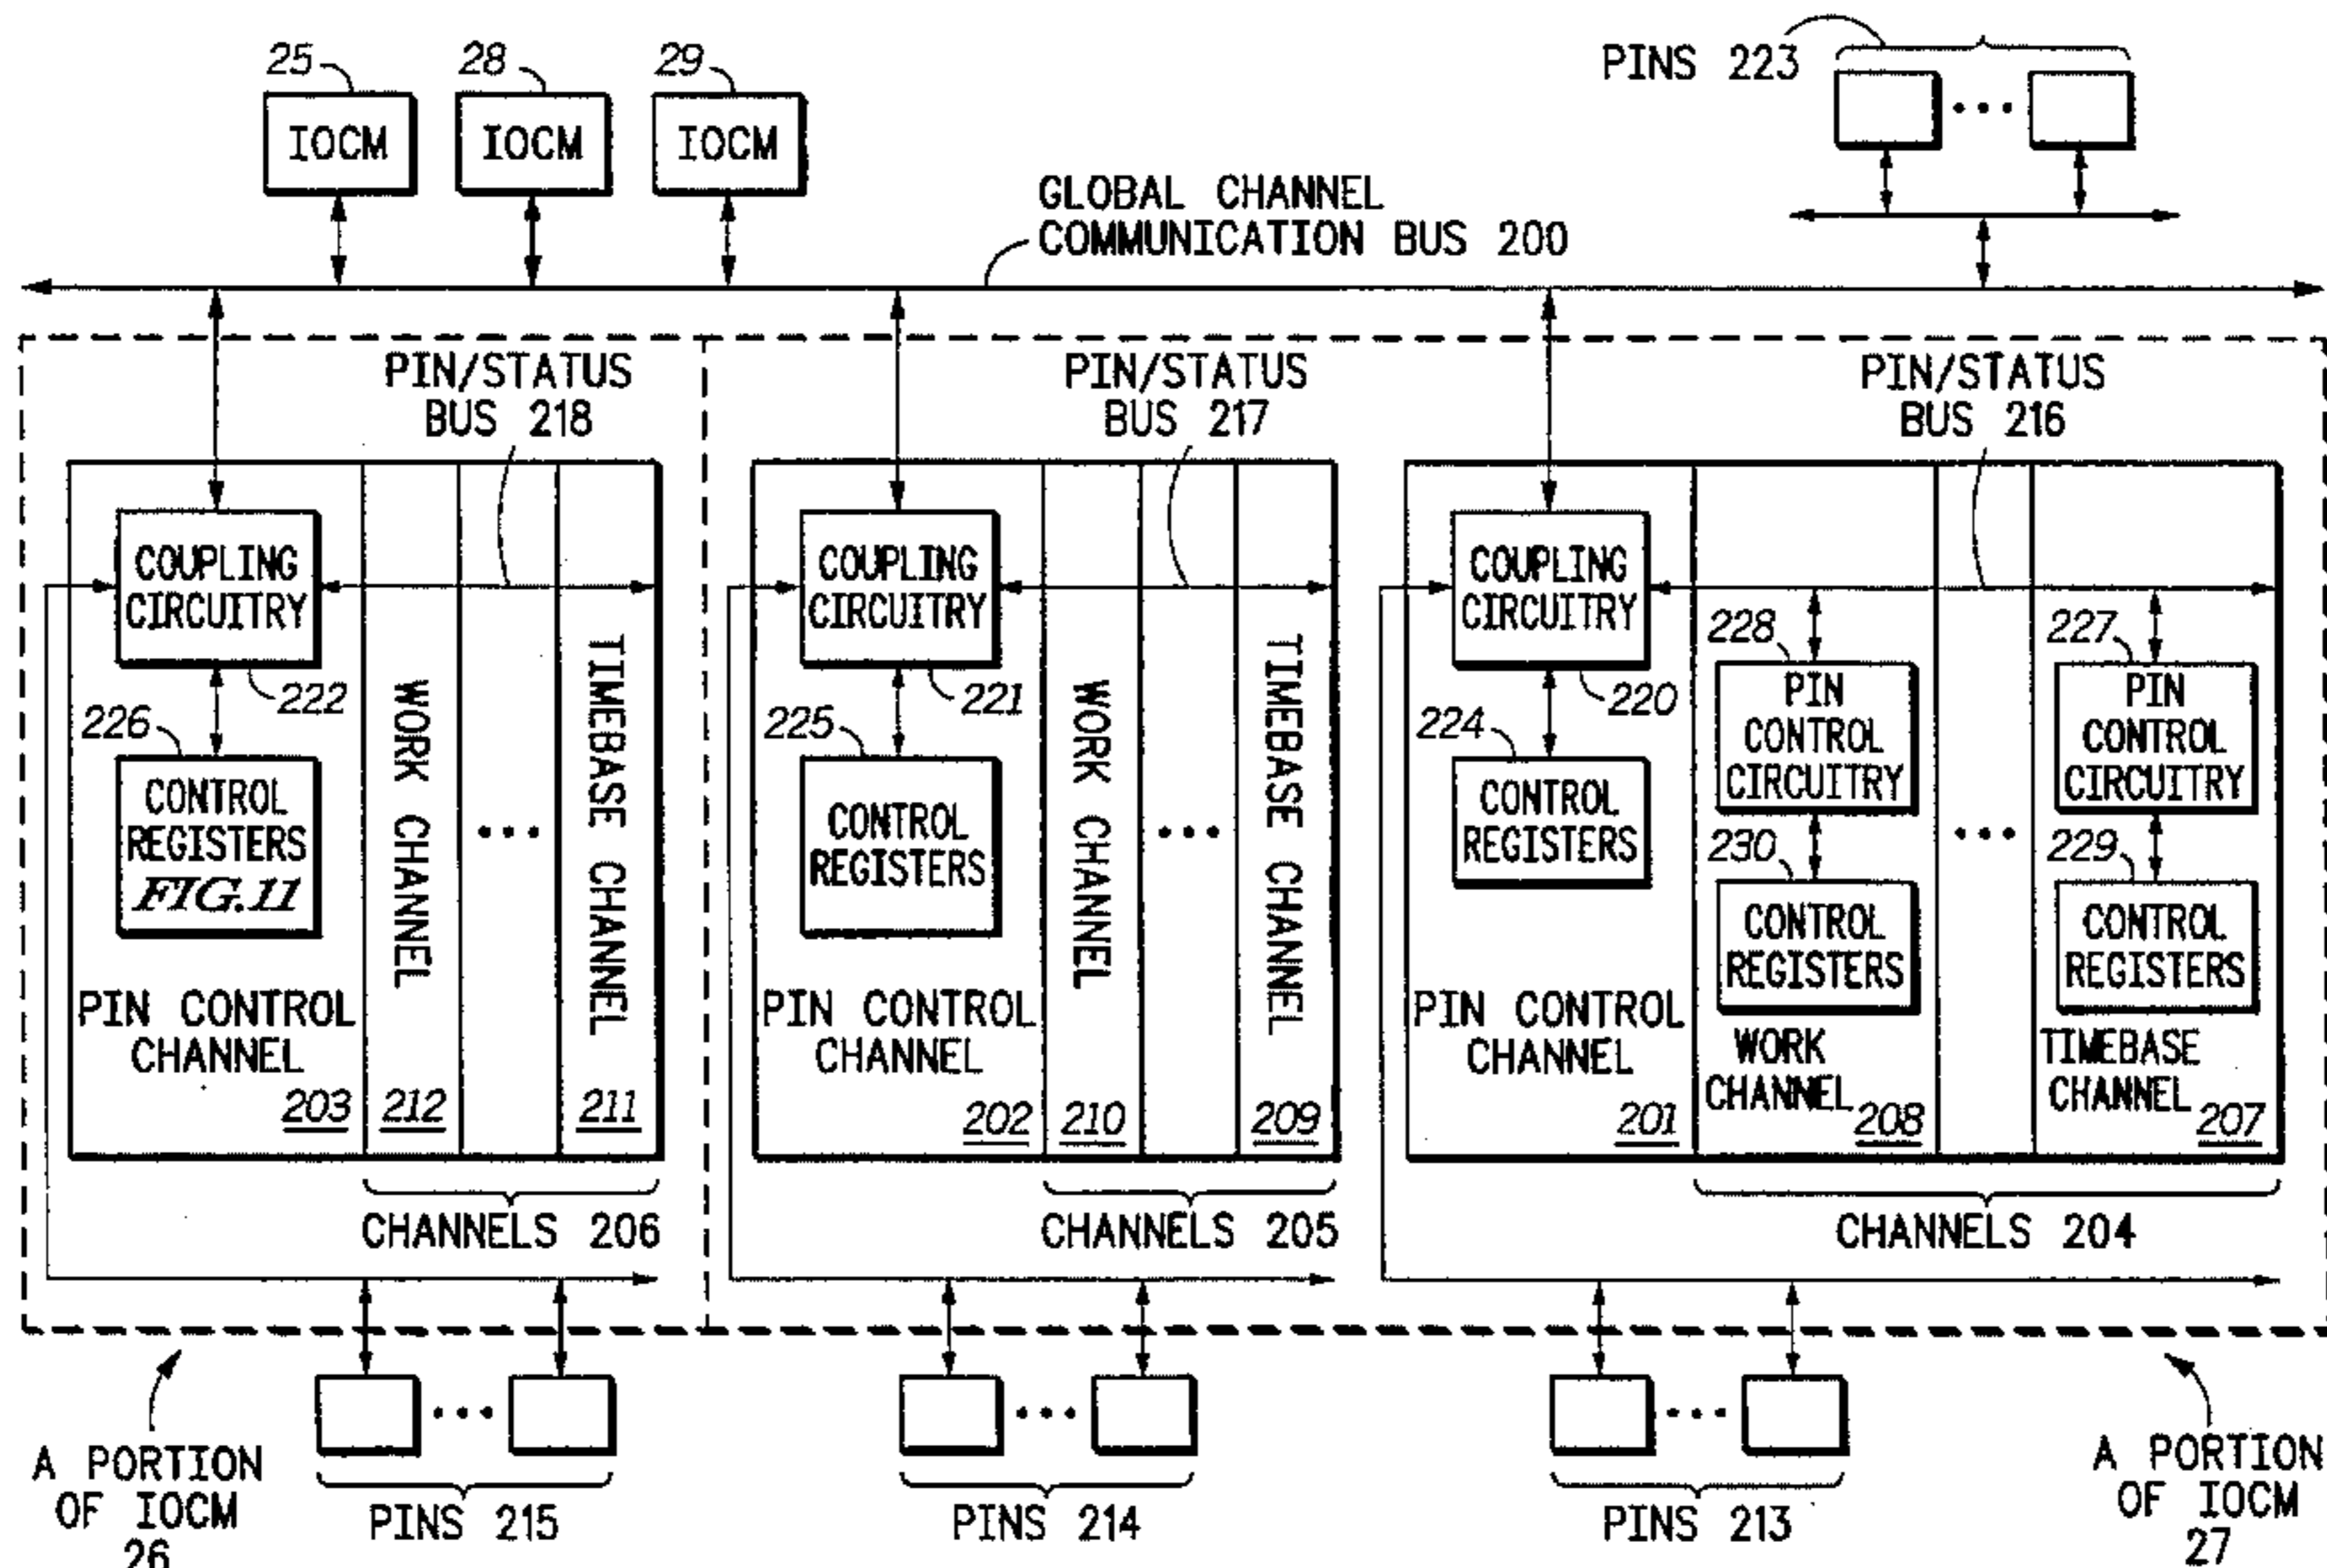 25
28
29
IOCM
IOCM
IOCM
PINS 223
GLOBAL CHANNEL
COMMUNICATION BUS 200
PIN/STATUS
BUS 218
PIN/STATUS
BUS 217
PIN/STATUS
BUS 216
COUPLING
CIRCUITRY
222
226
CONTROL
REGISTERS
FIG.11
PIN CONTROL
CHANNEL
203
WORK CHANNEL
212
TIMEBASE CHANNEL
211
CHANNELS 206
COUPLING
CIRCUITRY
221
225
CONTROL
REGISTERS
PIN CONTROL
CHANNEL
202
WORK CHANNEL
210
TIMEBASE CHANNEL
209
CHANNELS 205
COUPLING
CIRCUITRY
220
224
CONTROL
REGISTERS
PIN CONTROL
CHANNEL
201
228
PIN
CONTROL
CIRCUITRY
230
CONTROL
REGISTERS
WORK
CHANNEL
208
227
PIN
CONTROL
CIRCUITRY
229
CONTROL
REGISTERS
TIMEBASE
CHANNEL
207
CHANNELS 204
A PORTION
OF IOCM
26
PINS 215
PINS 214
PINS 213
A PORTION
OF IOCM
27